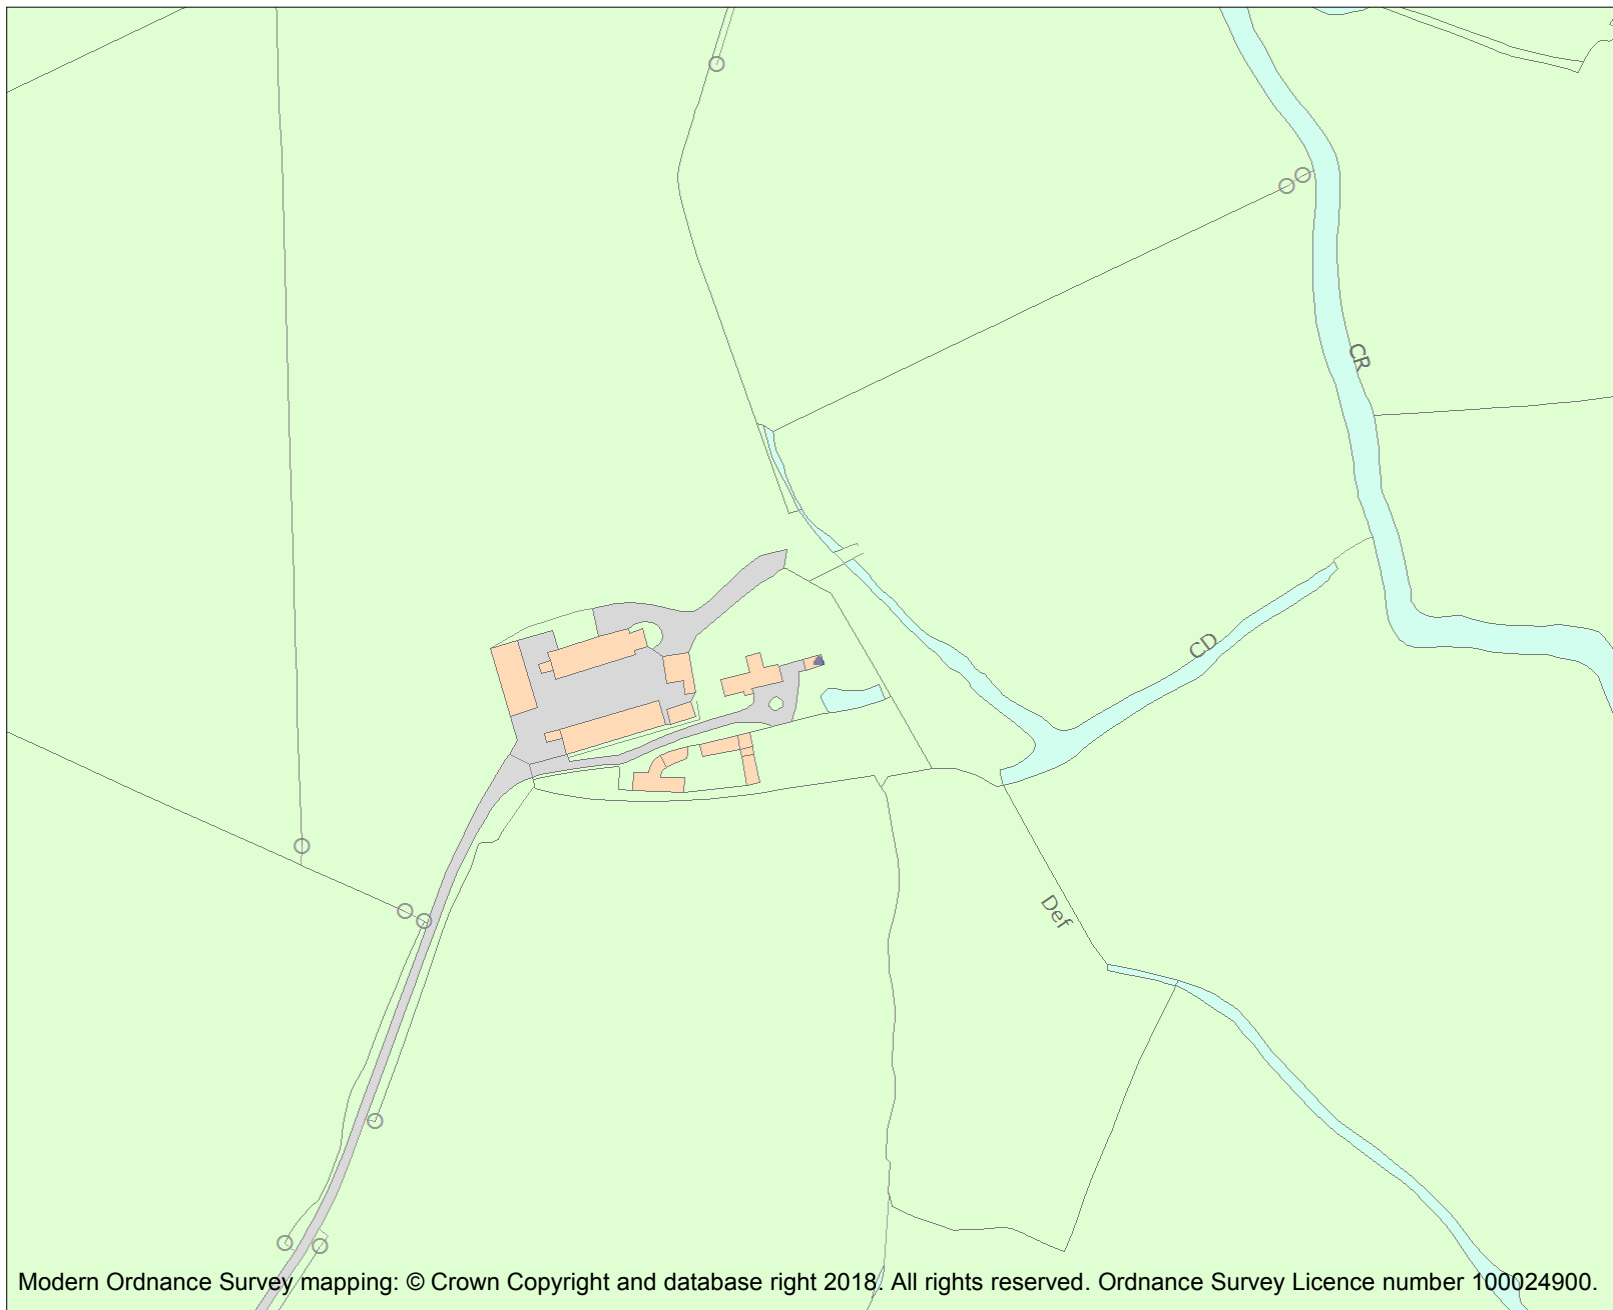 CR
CD
Def
Modern Ordnance Survey mapping: © Crown Copyright and database right 2018. All rights reserved. Ordnance Survey Licence number 100024900.